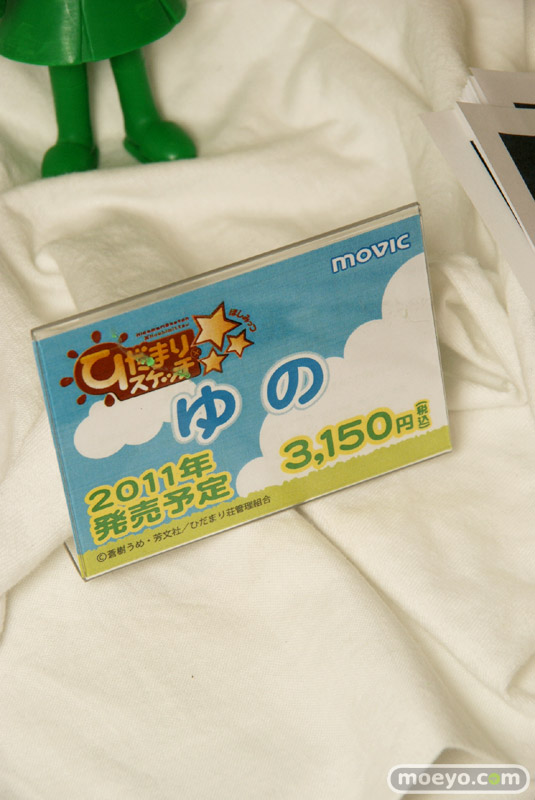 movic
ほしみっつ
ひだまり
スケッチ
ゆの
2011年
発売予定
3,150円(税込)
©蒼樹うめ・芳文社/ひだまり荘管理組合
moeyo.com